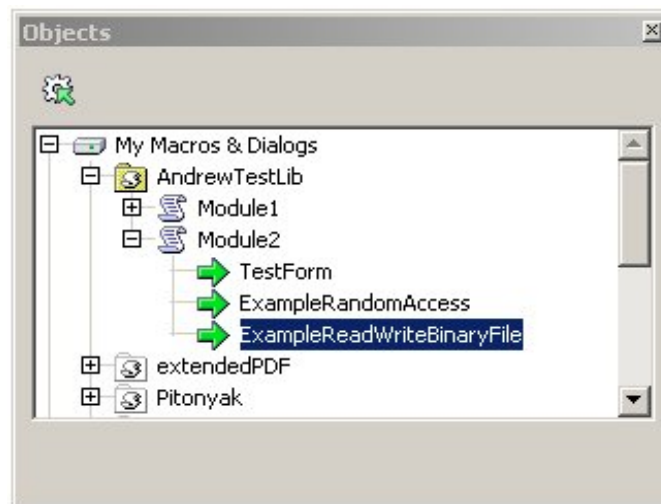 Objects
My Macros & Dialogs
AndrewTestLib
Module1
Module2
TestForm
ExampleRandomAccess
ExampleReadWriteBinaryFile
extendedPDF
Pitonyak